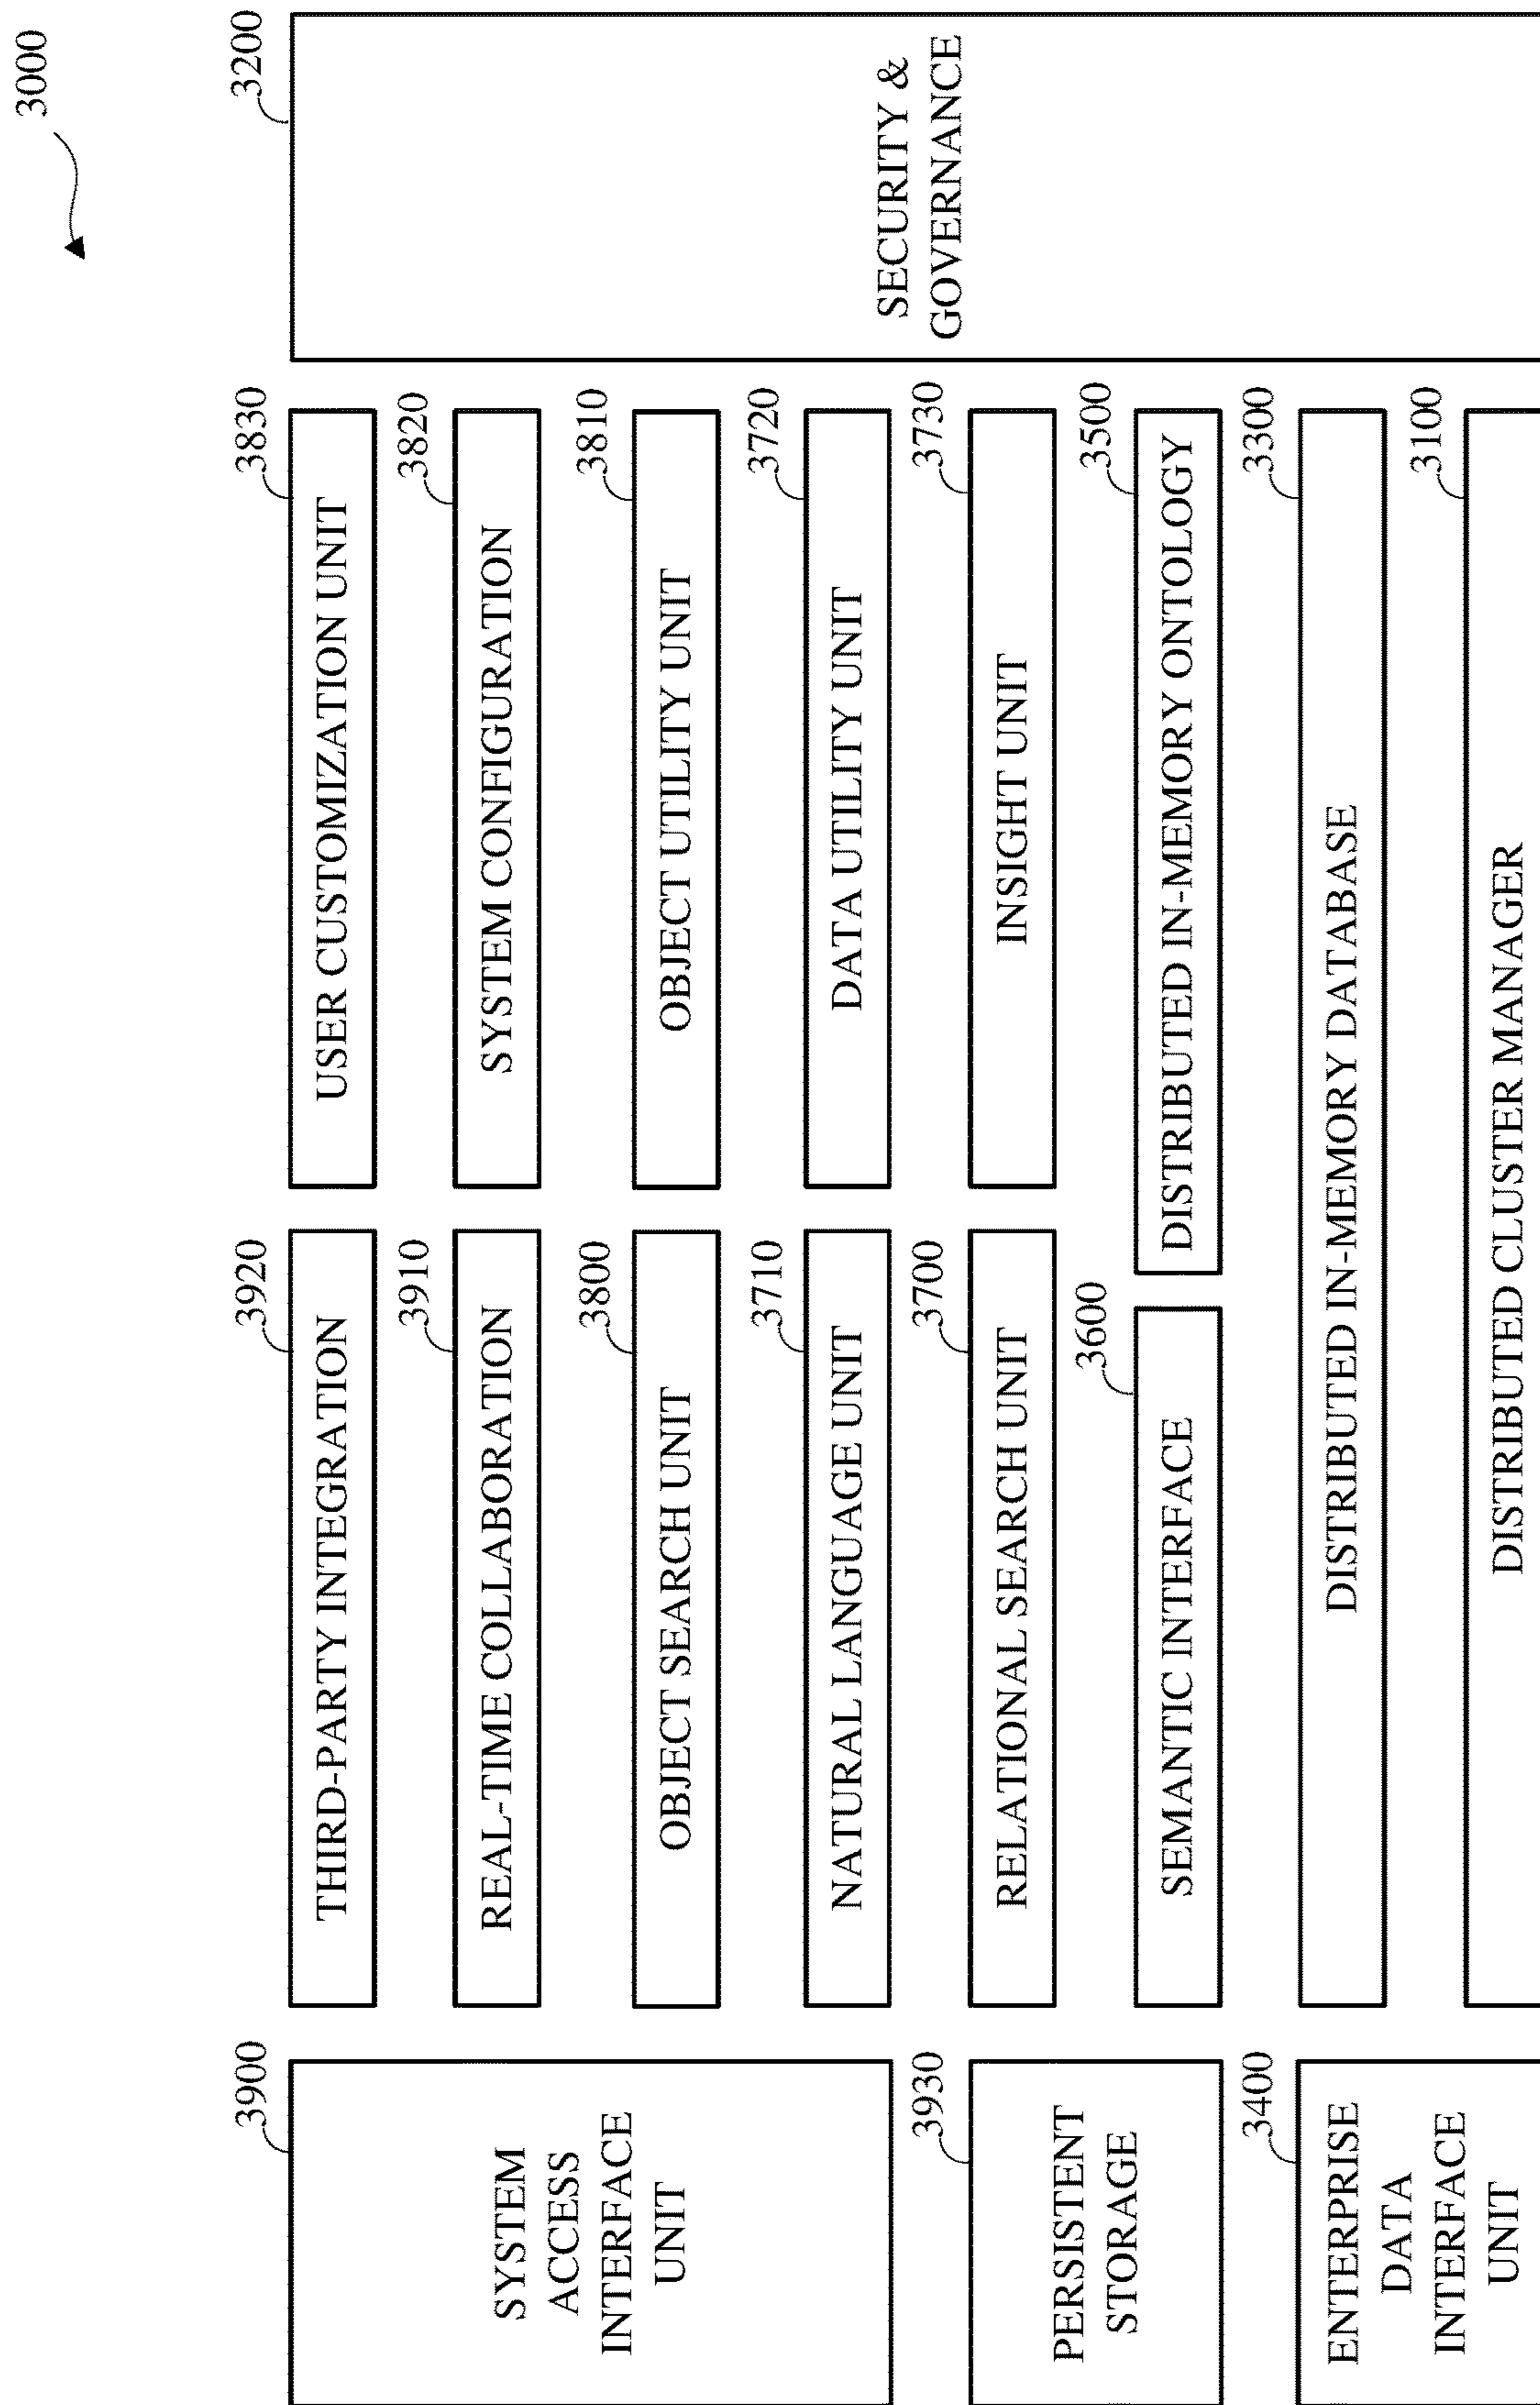 3000
3900
SYSTEM
ACCESS
INTERFACE
UNIT
3920
THIRD-PARTY INTEGRATION
3830
USER CUSTOMIZATION UNIT
3200
SECURITY &
GOVERNANCE
3910
REAL-TIME COLLABORATION
3820
SYSTEM CONFIGURATION
3800
OBJECT SEARCH UNIT
3810
OBJECT UTILITY UNIT
3710
NATURAL LANGUAGE UNIT
3720
DATA UTILITY UNIT
3930
PERSISTENT
STORAGE
3700
RELATIONAL SEARCH UNIT
3730
INSIGHT UNIT
3600
SEMANTIC INTERFACE
3500
DISTRIBUTED IN-MEMORY ONTOLOGY
3400
ENTERPRISE
DATA
INTERFACE
UNIT
3300
DISTRIBUTED IN-MEMORY DATABASE
3100
DISTRIBUTED CLUSTER MANAGER